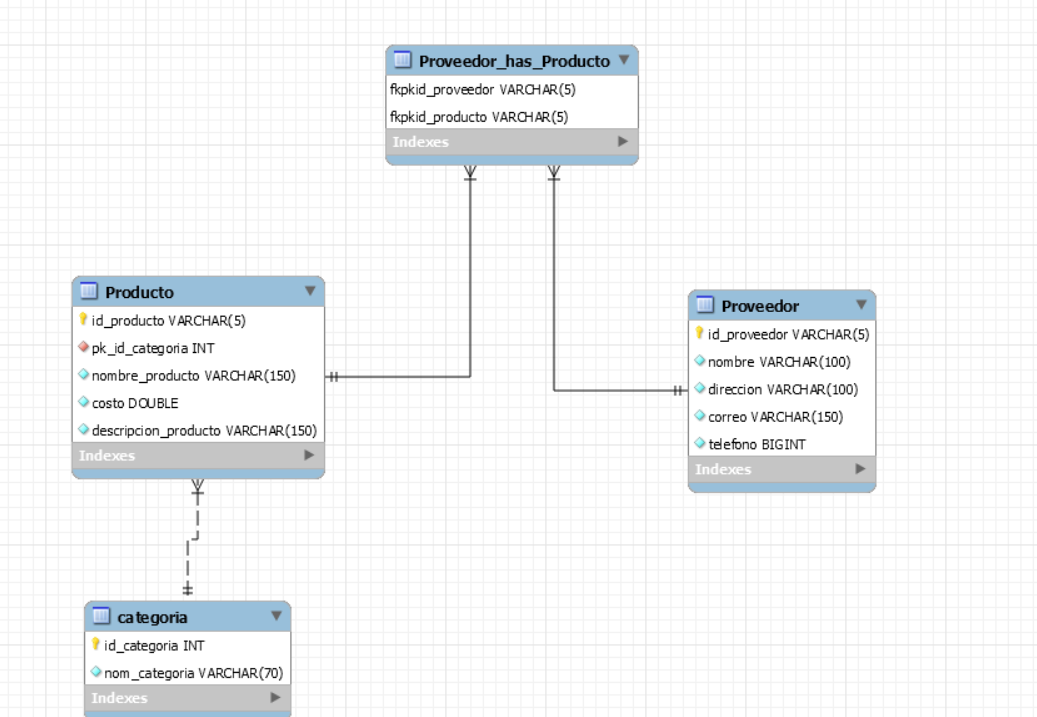 Proveedor_has_Producto
fkpkid_proveedor VARCHAR(5)
fkpkid_producto VARCHAR(5)
Indexes
Producto
id_producto VARCHAR(5)
pk_id_categoria INT
nombre_producto VARCHAR(150)
costo DOUBLE
descripcion_producto VARCHAR(150)
Indexes
Proveedor
id_proveedor VARCHAR(5)
nombre VARCHAR(100)
direccion VARCHAR(100)
correo VARCHAR(150)
telefono BIGINT
Indexes
categoria
id_categoria INT
nom_categoria VARCHAR(70)
Indexes